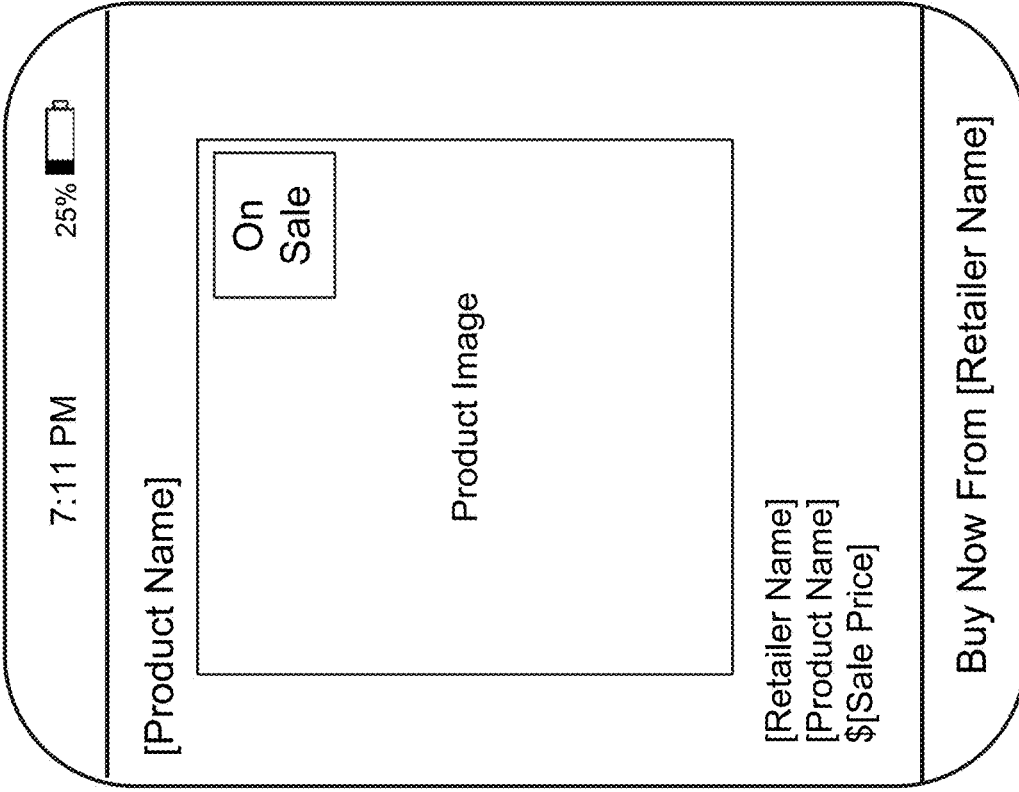 7:11 PM
25%
[Product Name]
On
Sale
Product Image
[Retailer Name]
[Product Name]
$[Sale Price]
Buy Now From [Retailer Name]